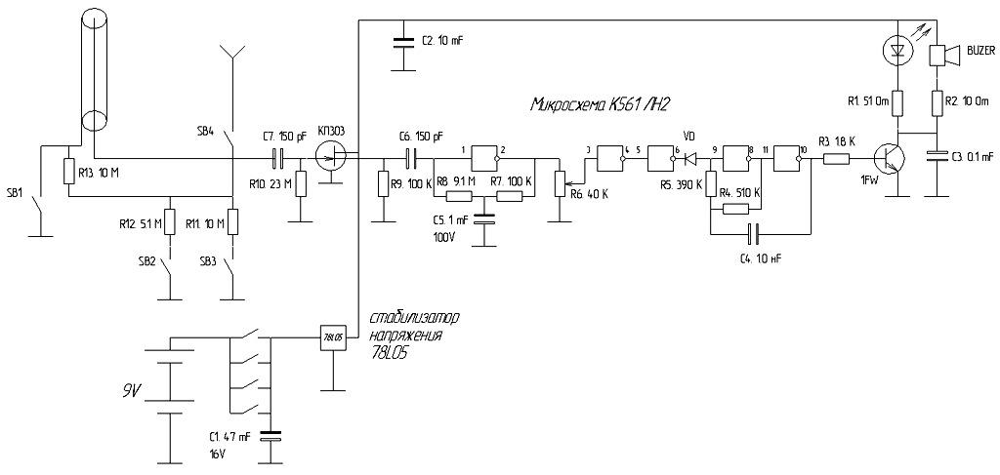 C2. 10 mF
BUZER
R1. 51 Om
R2. 10 Om
Микросхема К561 ЛН2
SB4
C7. 150 pF
КП303
C6. 150 pF
VD
R3. 1.8 K
C3. 0.1 mF
1FW
1
2
3
4
5
6
9
8
11
10
R13. 10 M
R10. 23 M
R9. 100 K
R8. 9.1 M
R7. 100 K
R6. 40 K
R5. 390 K
R4. 510 K
SB1
R12. 5.1 M
R11. 10 M
C5. 1 mF
100V
C4. 10 нF
SB2
SB3
стабилизатор
напряжения
78L05
78L05
9V
C1. 47 mF
16V